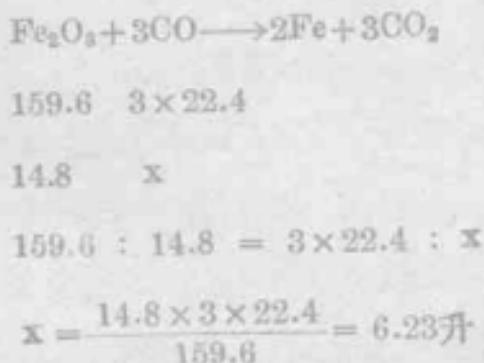 Fe₂O₃+3CO⟶2Fe+3CO₂
159.6 3×22.4
14.8 x
159.6 : 14.8 = 3×22.4 : x
x = \frac{14.8×3×22.4}{159.6} = 6.23升